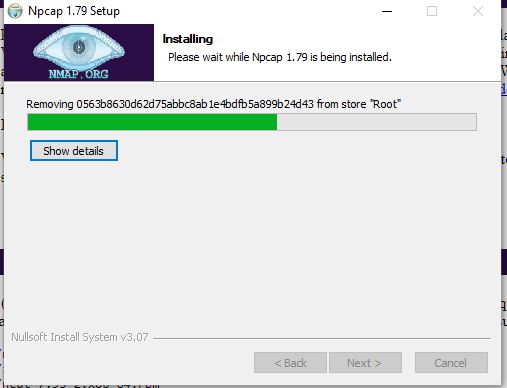 Npcap 1.79 Setup
NMAP.ORG
Installing
Please wait while Npcap 1.79 is being installed.
Removing 0563b8630d62d75abbc8ab1e4bdfb5a899b24d43 from store "Root"
Show details
Nullsoft Install System v3.07
< Back
Next >
Cancel